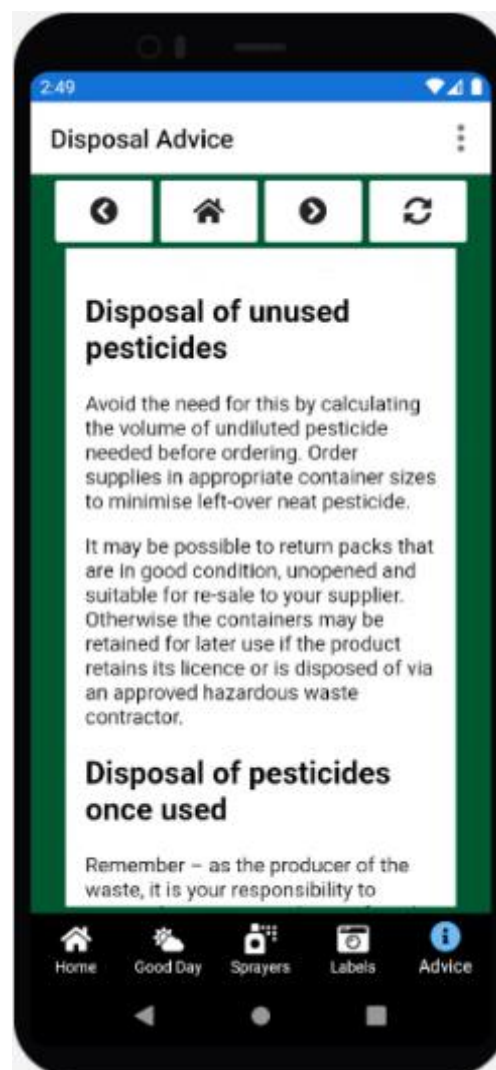 2:49
Disposal Advice
Disposal of unused
pesticides
Avoid the need for this by calculating
the volume of undiluted pesticide
needed before ordering. Order
supplies in appropriate container sizes
to minimise left-over neat pesticide.
It may be possible to return packs that
are in good condition, unopened and
suitable for re-sale to your supplier.
Otherwise the containers may be
retained for later use if the product
retains its licence or is disposed of via
an approved hazardous waste
contractor.
Disposal of pesticides
once used
Remember – as the producer of the
waste, it is your responsibility to
Home Good Day Sprayers Labels Advice